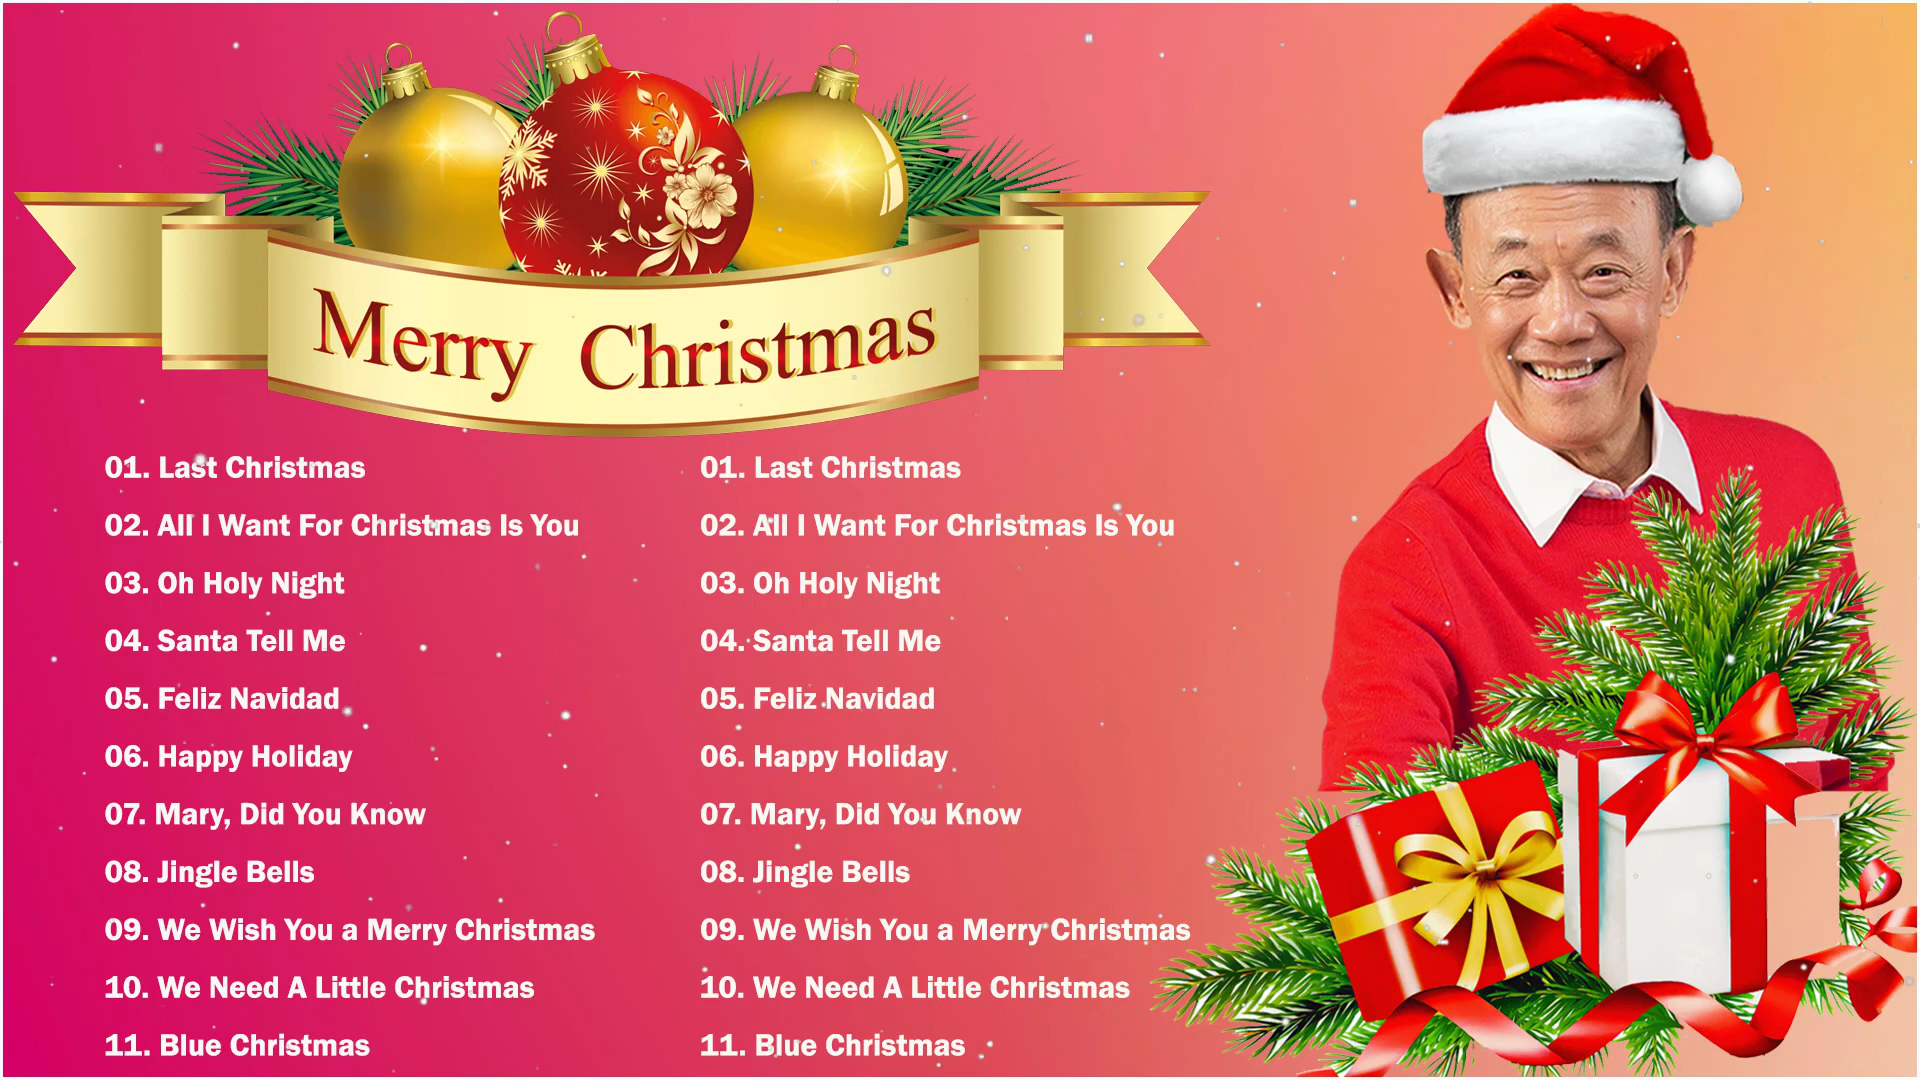 Merry Christmas
01. Last Christmas
02. All I Want For Christmas Is You
03. Oh Holy Night
04. Santa Tell Me
05. Feliz Navidad
06. Happy Holiday
07. Mary, Did You Know
08. Jingle Bells
09. We Wish You a Merry Christmas
10. We Need A Little Christmas
11. Blue Christmas
01. Last Christmas
02. All I Want For Christmas Is You
03. Oh Holy Night
04. Santa Tell Me
05. Feliz Navidad
06. Happy Holiday
07. Mary, Did You Know
08. Jingle Bells
09. We Wish You a Merry Christmas
10. We Need A Little Christmas
11. Blue Christmas